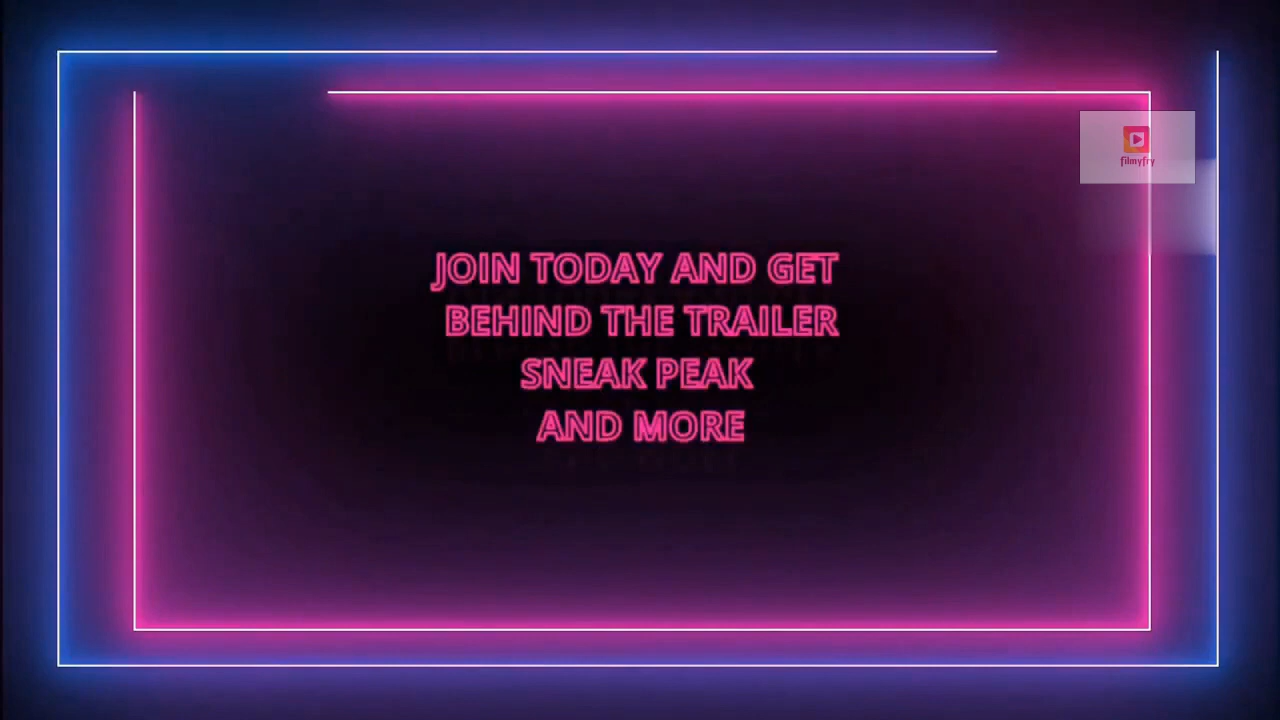 filmyfry
JOIN TODAY AND GET
BEHIND THE TRAILER
SNEAK PEAK
AND MORE